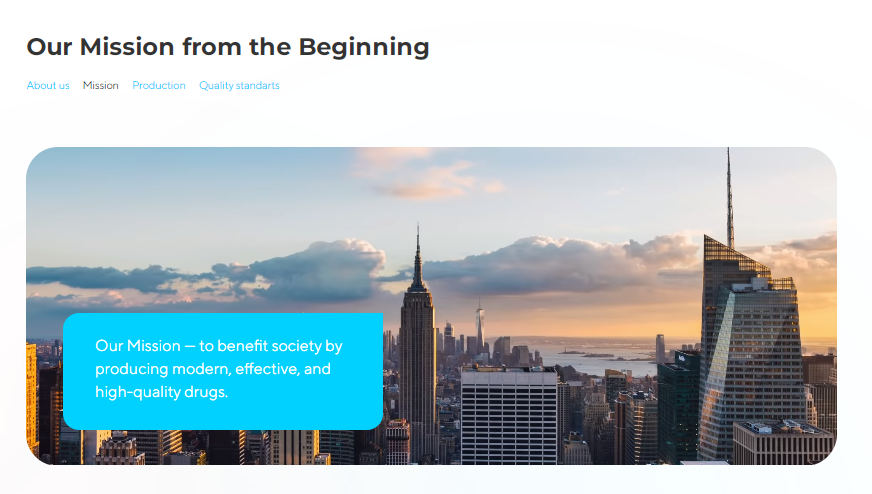 Our Mission from the Beginning
About us Mission Production Quality standarts
Our Mission — to benefit society by
producing modern, effective, and
high-quality drugs.